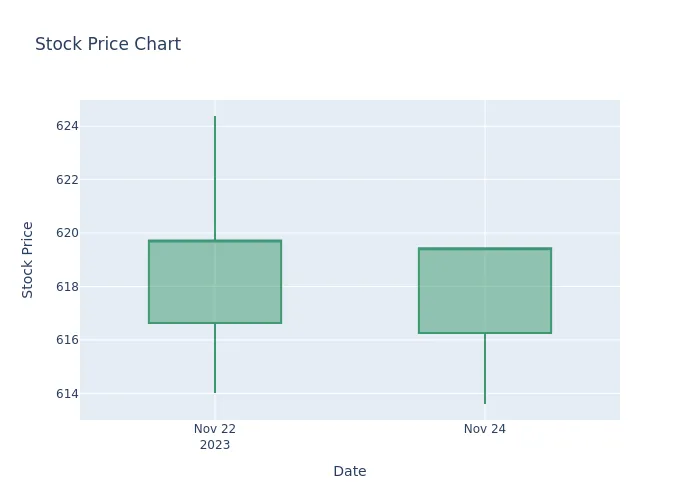 Stock Price Chart
624
622
620
618
616
614
Stock Price
Nov 22
2023
Nov 24
Date